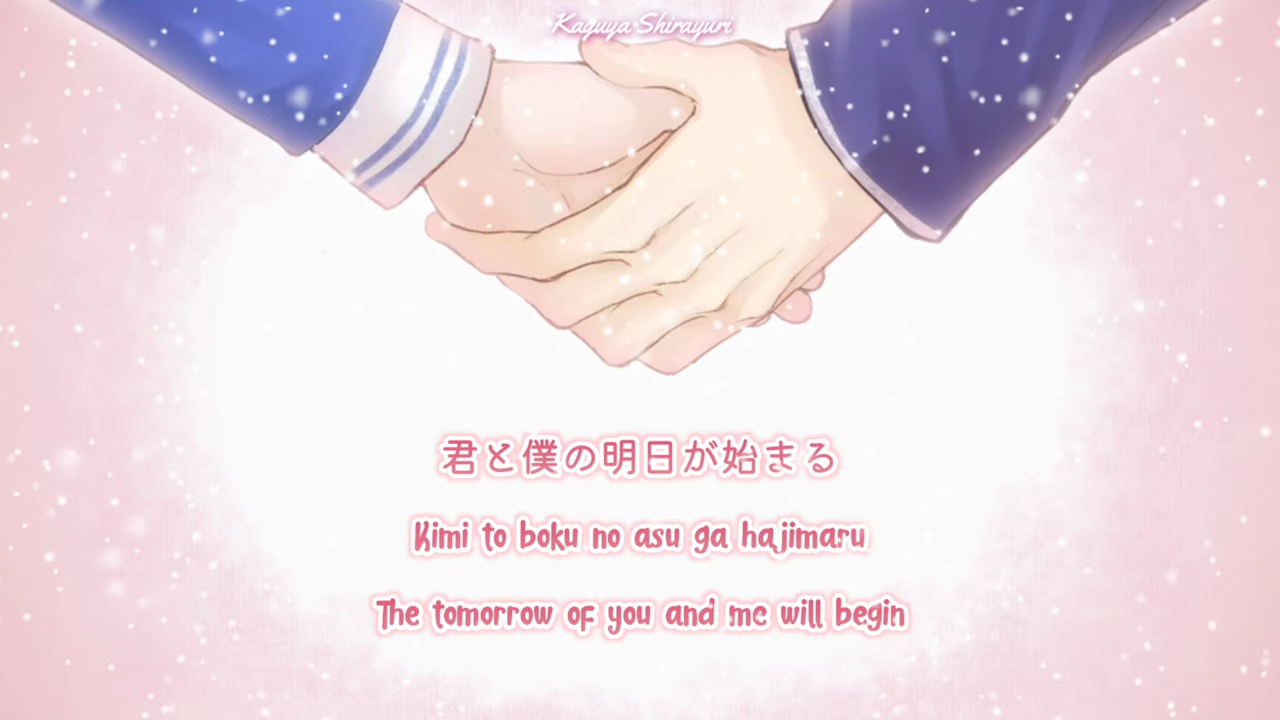 Kaguya Shirayuri
君と僕の明日が始まる
Kimi to boku no asu ga hajimaru
The tomorrow of you and me will begin